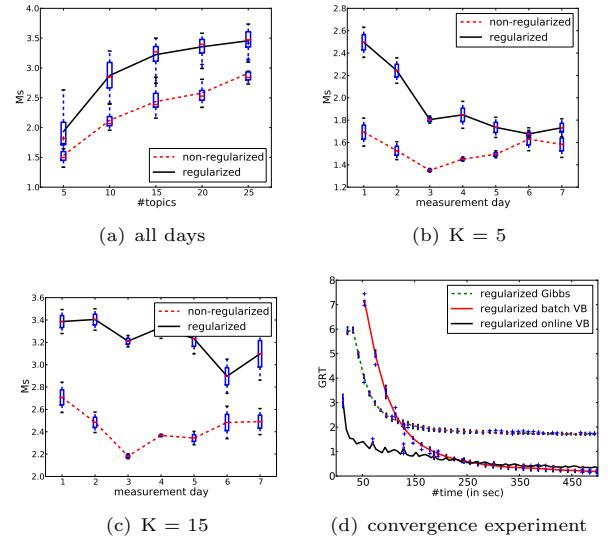 4.0
3.5
3.0
2.5
2.0
1.5
1.0
Ms
5 10 15 20 25
#topics
non-regularized
regularized
(a) all days
2.8
2.6
2.4
2.2
2.0
1.8
1.6
1.4
1.2
Ms
1 2 3 4 5 6 7
measurement day
non-regularized
regularized
(b) K = 5
3.6
3.4
3.2
3.0
2.8
2.6
2.4
2.2
2.0
Ms
1 2 3 4 5 6 7
measurement day
non-regularized
regularized
(c) K = 15
8
7
6
5
4
3
2
1
0
GRT
50 150 250 350 450
#time (in sec)
regularized Gibbs
regularized batch VB
regularized online VB
(d) convergence experiment